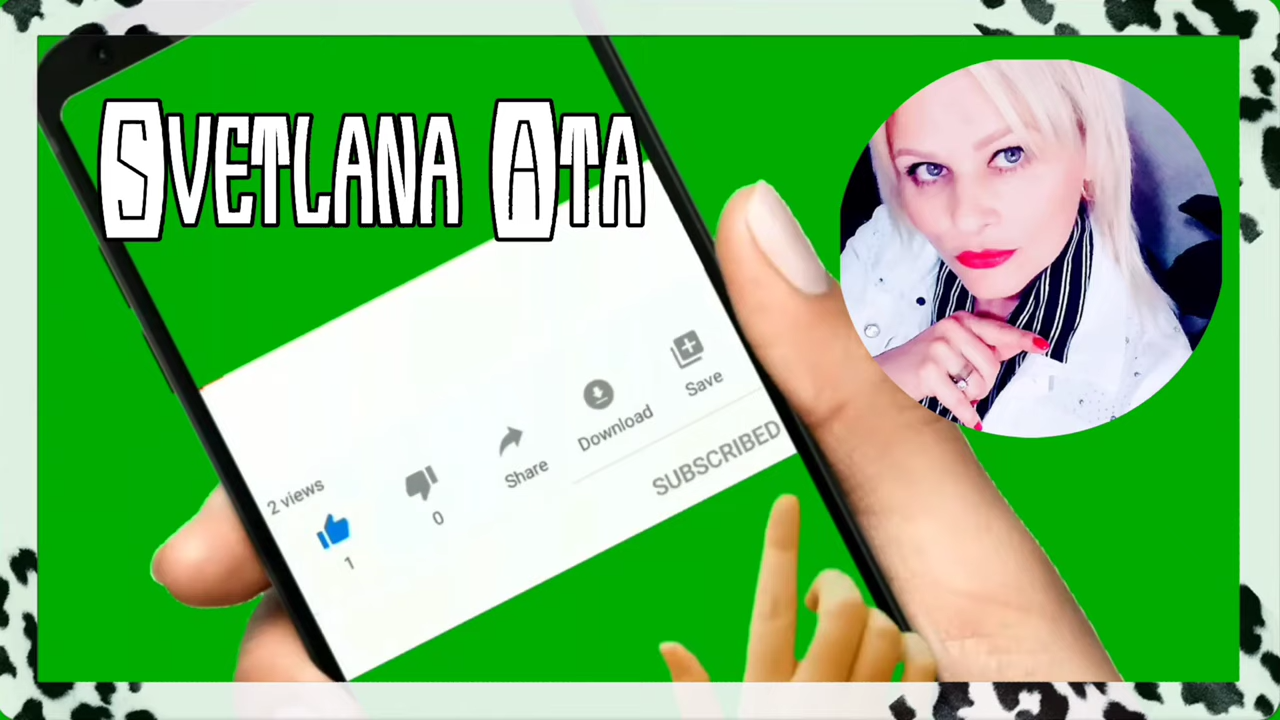 Svetlana Ata
2 views
1
0
Share
Download
Save
SUBSCRIBED